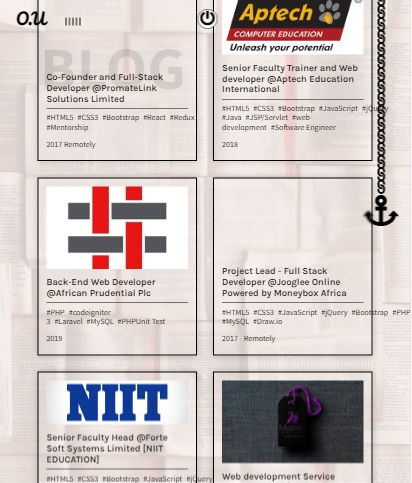 O.U
BLOG
Co-Founder and Full-Stack
Developer @PromateLink
Solutions Limited
#HTML5 #CSS3 #Bootstrap #React #Redux
#Mentorship
2017 Remotely
Aptech
COMPUTER EDUCATION
Unleash your potential
Senior Faculty Trainer and Web
developer @Aptech Education
International
#HTML5 #CSS3 #Bootstrap #JavaScript #jQuery
#Java #JSP/Servlet #web-
development #Software Engineer
2018
Back-End Web Developer
@African Prudential Plc
#PHP #codeigniter
3 #Laravel #MySQL #PHPUnit Test
2019
Project Lead - Full Stack
Developer @Jooglee Online
Powered by Moneybox Africa
#HTML5 #CSS3 #JavaScript #jQuery #Bootstrap #PHP
#MySQL #Draw.io
2017 - Remotely
NIIT
Senior Faculty Head @Forte
Soft Systems Limited [NIIT
EDUCATION]
#HTML5 #CSS3 #Bootstrap #JavaScript #jQuery
Web development Service